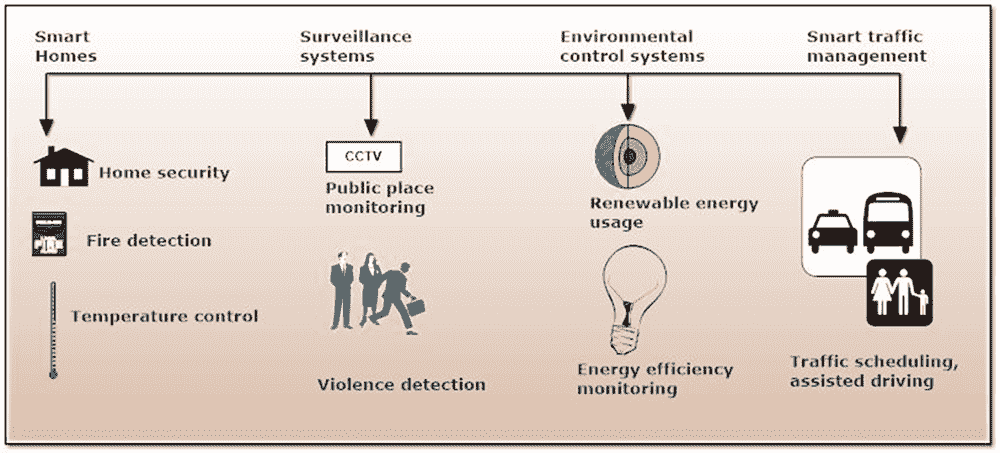 Smart
Homes
Surveillance
systems
Environmental
control systems
Smart traffic
management
Home security
Fire detection
Temperature control
CCTV
Public place
monitoring
Violence detection
Renewable energy
usage
Energy efficiency
monitoring
Traffic scheduling,
assisted driving